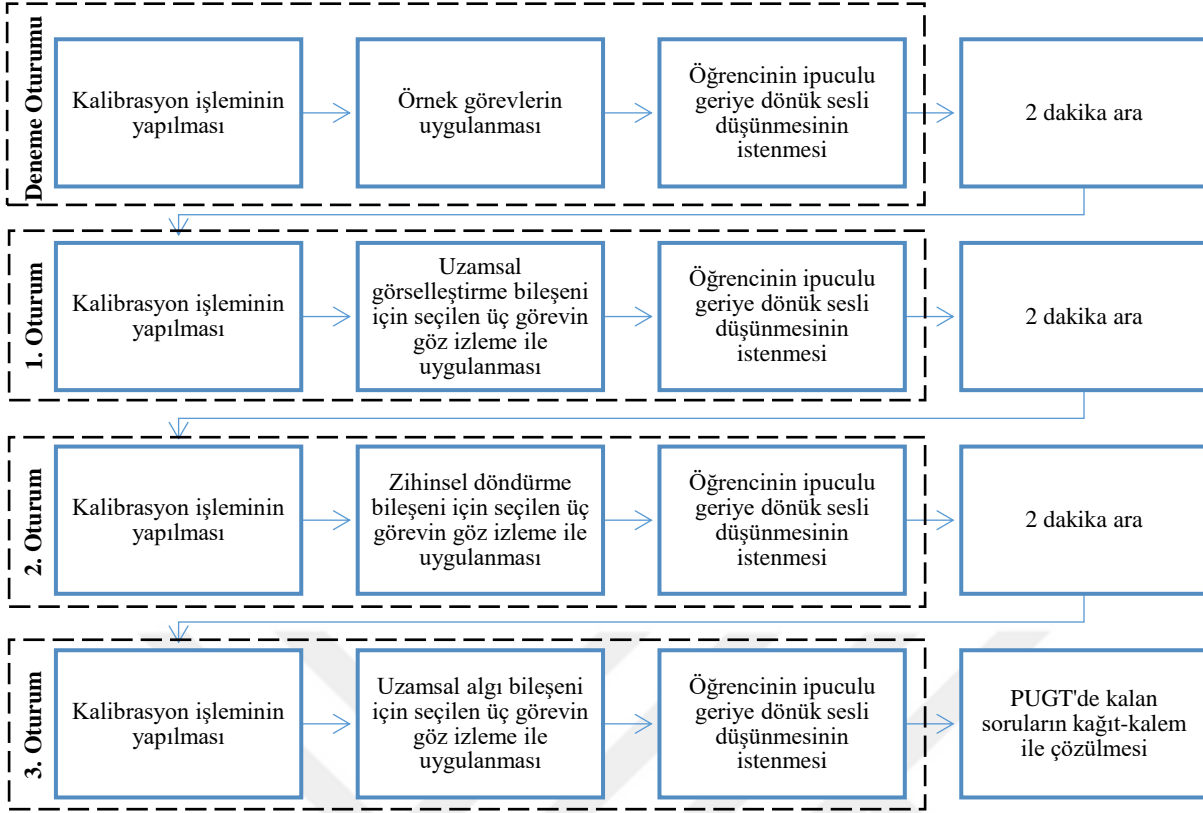 Deneme Oturumu
Kalibrasyon işleminin
yapılması
Örnek görevlerin
uygulanması
Öğrencinin ipuculu
geriye dönük sesli
düşünmesinin
istenmesi
2 dakika ara
1. Oturum
Kalibrasyon işleminin
yapılması
Uzamsal
görselleştirme bileşeni
için seçilen üç görevin
göz izleme ile
uygulanması
Öğrencinin ipuculu
geriye dönük sesli
düşünmesinin
istenmesi
2 dakika ara
2. Oturum
Kalibrasyon işleminin
yapılması
Zihinsel döndürme
bileşeni için seçilen üç
görevin göz izleme ile
uygulanması
Öğrencinin ipuculu
geriye dönük sesli
düşünmesinin
istenmesi
2 dakika ara
3. Oturum
Kalibrasyon işleminin
yapılması
Uzamsal algı bileşeni
için seçilen üç görevin
göz izleme ile
uygulanması
Öğrencinin ipuculu
geriye dönük sesli
düşünmesinin
istenmesi
PUGT'de kalan
soruların kağıt-kalem
ile çözülmesi